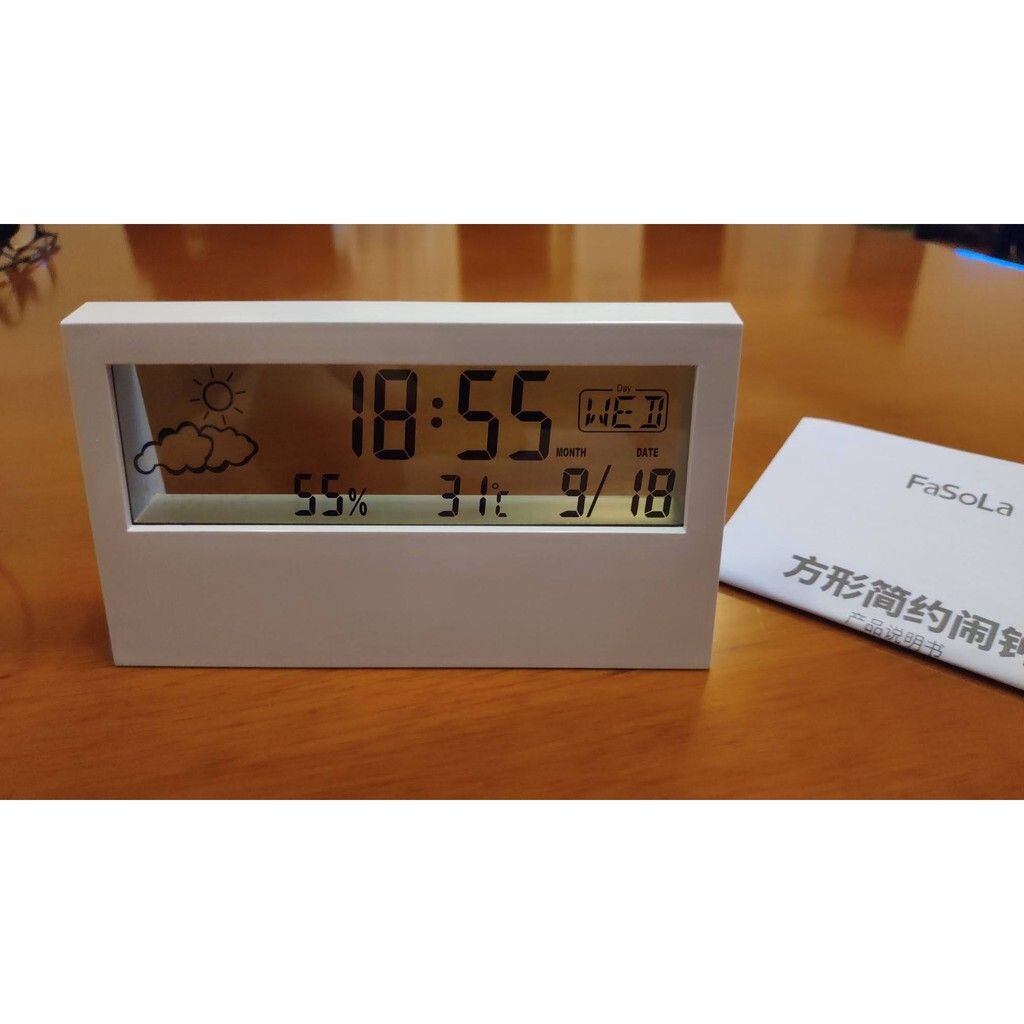 18:55
Day
WED
MONTH DATE
55% 31℃ 9/18
FaSoLa
方形简约闹钟
产品说明书